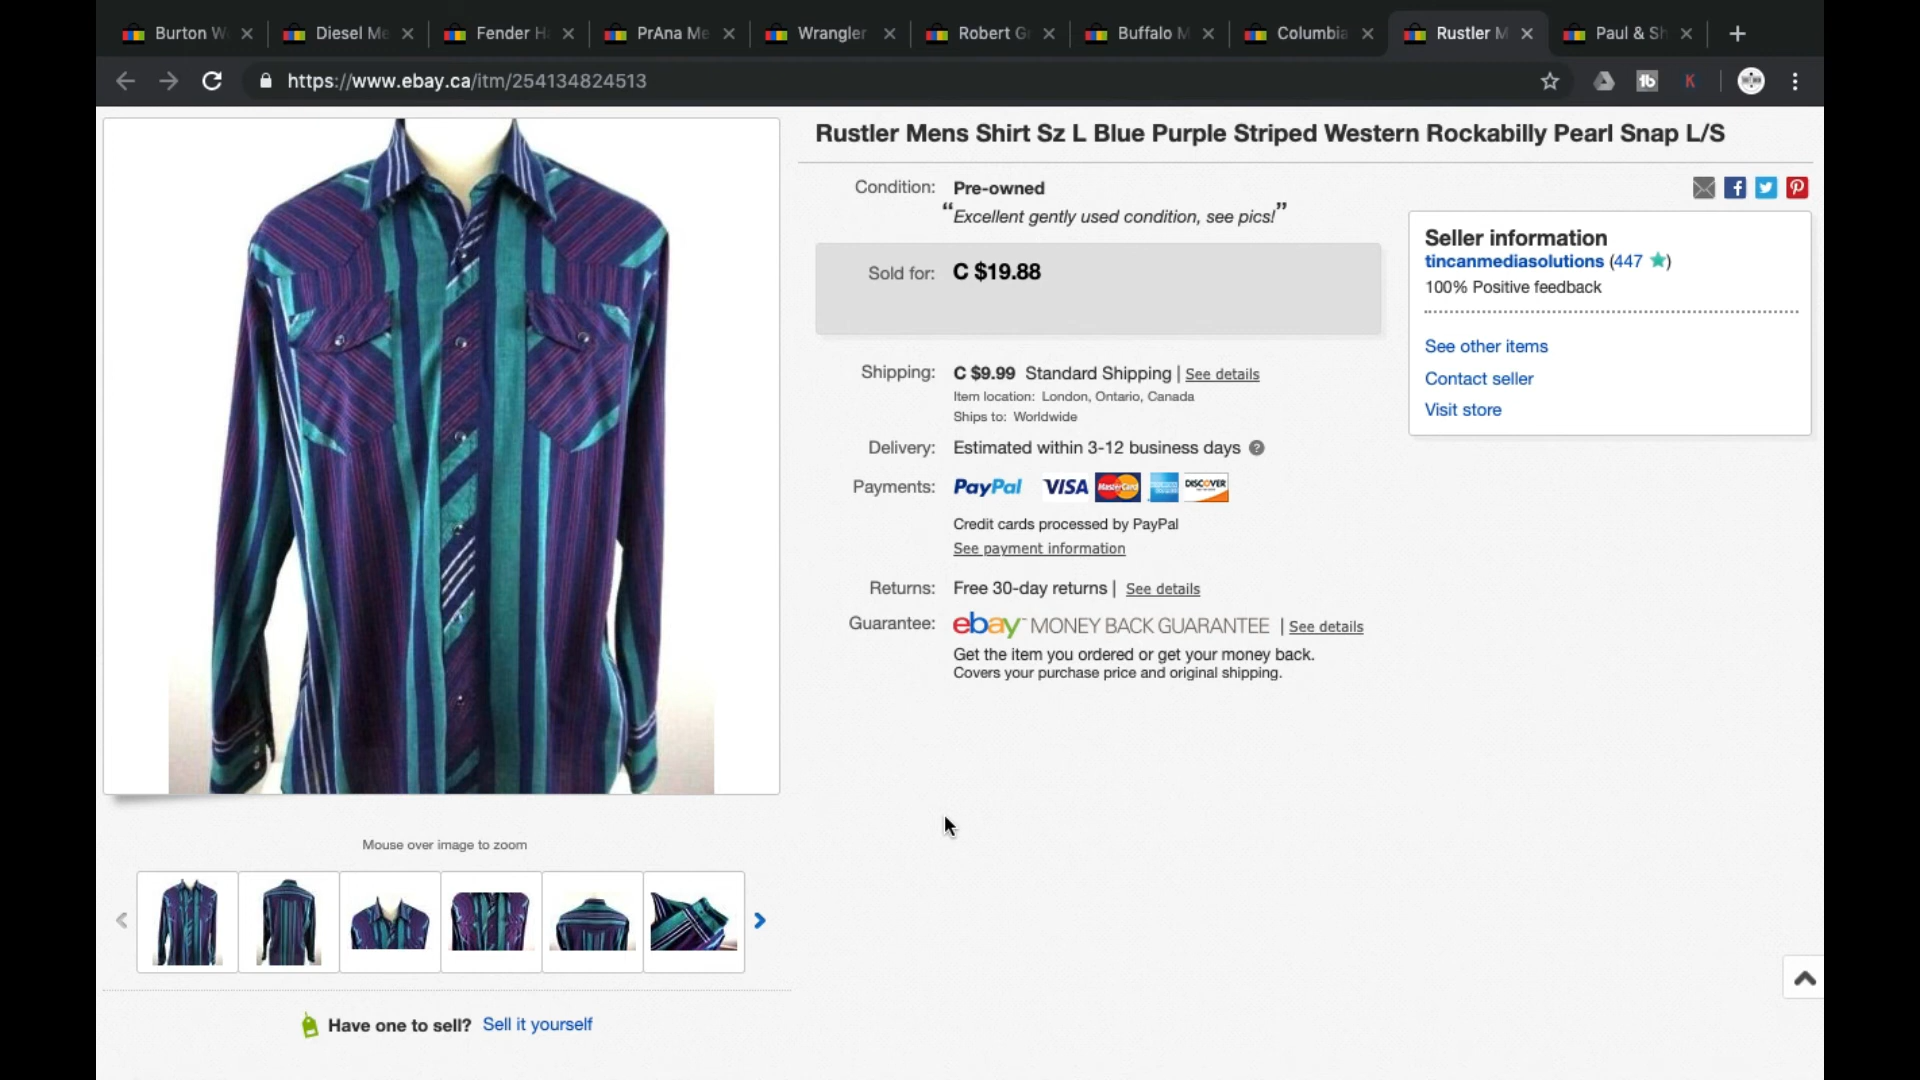 Burton W
Diesel Me
Fender H
PrAna Me
Wrangler
Robert G
Buffalo M
Columbia
Rustler M
Paul & Sh
https://www.ebay.ca/itm/254134824513
Rustler Mens Shirt Sz L Blue Purple Striped Western Rockabilly Pearl Snap L/S
Condition: Pre-owned
“Excellent gently used condition, see pics!”
Sold for: C $19.88
Shipping: C $9.99 Standard Shipping | See details
Item location: London, Ontario, Canada
Ships to: Worldwide
Delivery: Estimated within 3-12 business days
Payments: PayPal VISA MasterCard DISCOVER
Credit cards processed by PayPal
See payment information
Returns: Free 30-day returns | See details
Guarantee: ebay MONEY BACK GUARANTEE | See details
Get the item you ordered or get your money back.
Covers your purchase price and original shipping.
Seller information
tincanmediasolutions (447 ★)
100% Positive feedback
See other items
Contact seller
Visit store
Mouse over image to zoom
Have one to sell? Sell it yourself